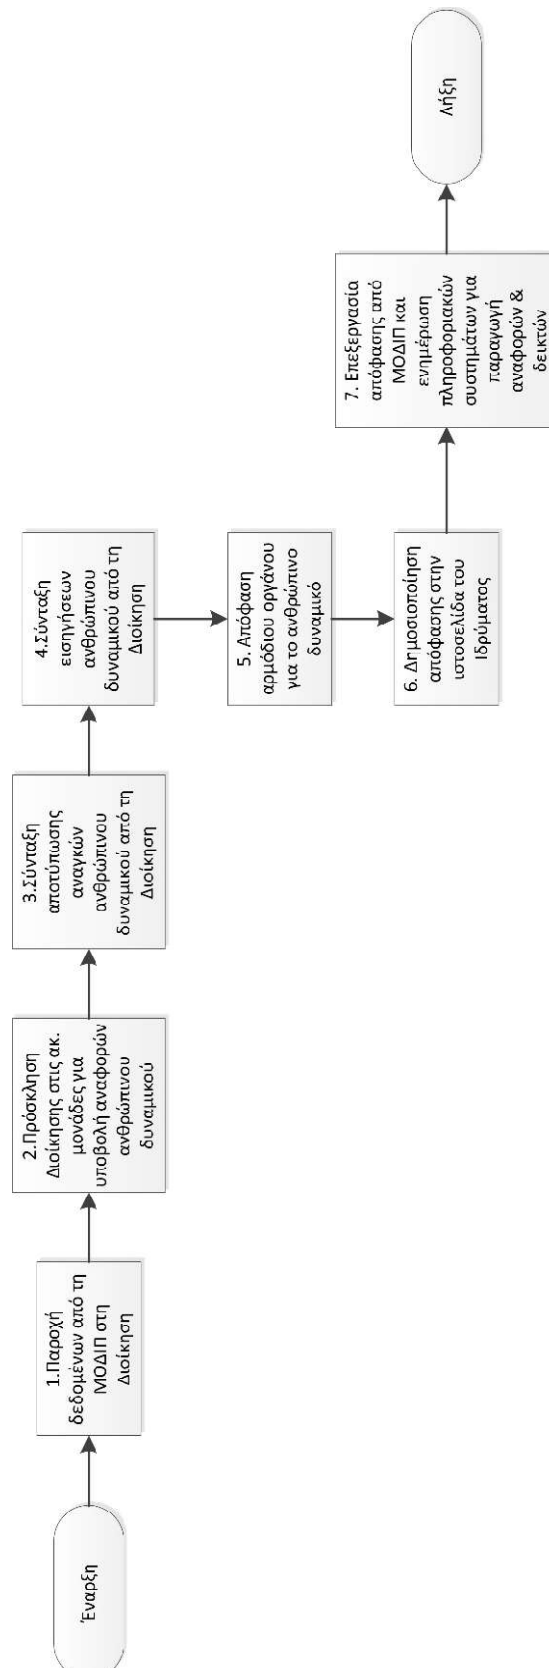 Έναρξη
1.Παροχή
δεδομένων από τη
ΜΟΔΙΠ στη
Διοίκηση
2.Πρόσκληση
Διοίκησης στις ακ.
μονάδες για
υποβολή αναφορών
ανθρώπινου
δυναμικού
3.Σύνταξη
αποτύπωσης
αναγκών
ανθρώπινου
δυναμικού από τη
Διοίκηση
4.Σύνταξη
εισηγήσεων
ανθρώπινου
δυναμικού από τη
Διοίκηση
5. Απόφαση
αρμόδιου οργάνου
για το ανθρώπινο
δυναμικό
6. Δημοσιοποίηση
απόφασης στην
ιστοσελίδα του
Ιδρύματος
7. Επεξεργασία
απόφασης από
ΜΟΔΙΠ και
ενημέρωση
πληροφοριακών
συστημάτων για
παραγωγή
αναφορών &
δεικτών
Λήξη